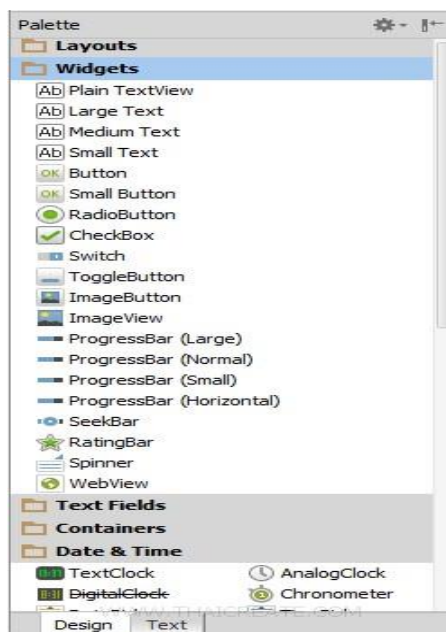 Palette
Layouts
Widgets
Ab Plain TextView
Ab Large Text
Ab Medium Text
Ab Small Text
OK Button
OK Small Button
RadioButton
CheckBox
Switch
ToggleButton
ImageButton
ImageView
ProgressBar (Large)
ProgressBar (Normal)
ProgressBar (Small)
ProgressBar (Horizontal)
SeekBar
RatingBar
Spinner
WebView
Text Fields
Containers
Date & Time
TextClock AnalogClock
DigitalClock Chronometer
WWW.THAICREATE.COM
Design Text